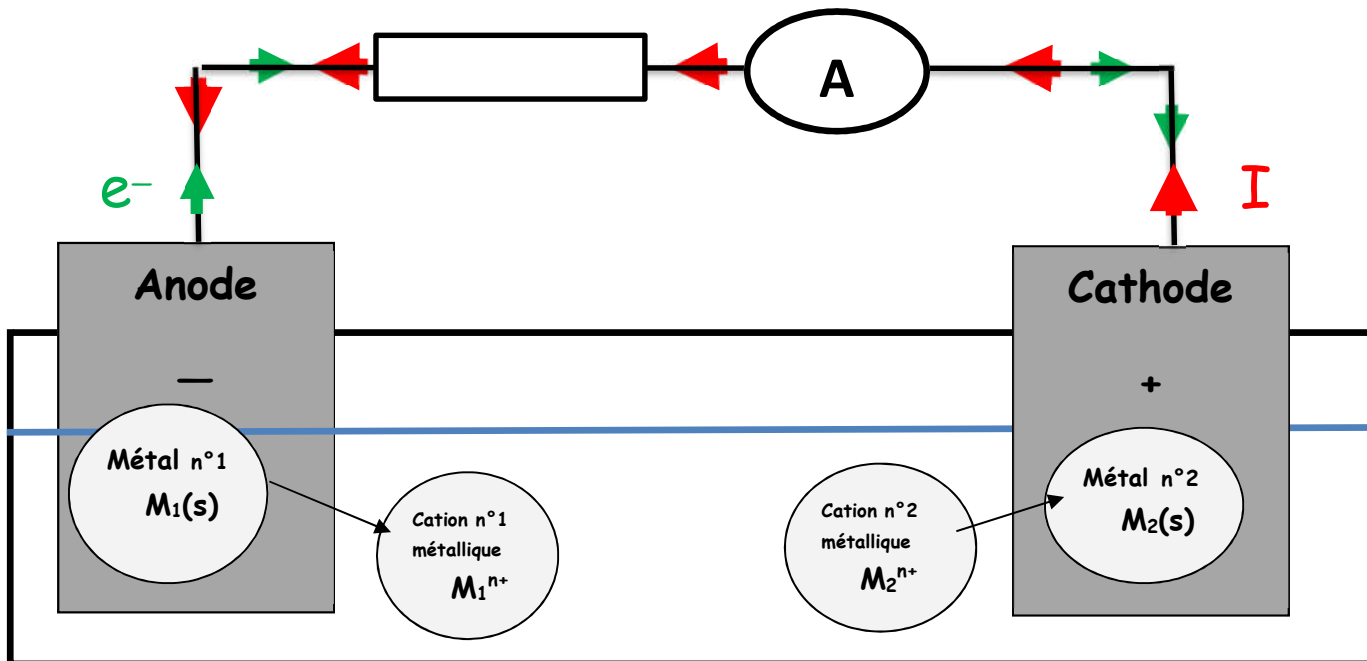 A
e⁻
I
Anode
Cathode
—
+
Métal n°1
M₁(s)
Cation n°1
métallique
M₁ⁿ⁺
Cation n°2
métallique
M₂ⁿ⁺
Métal n°2
M₂(s)